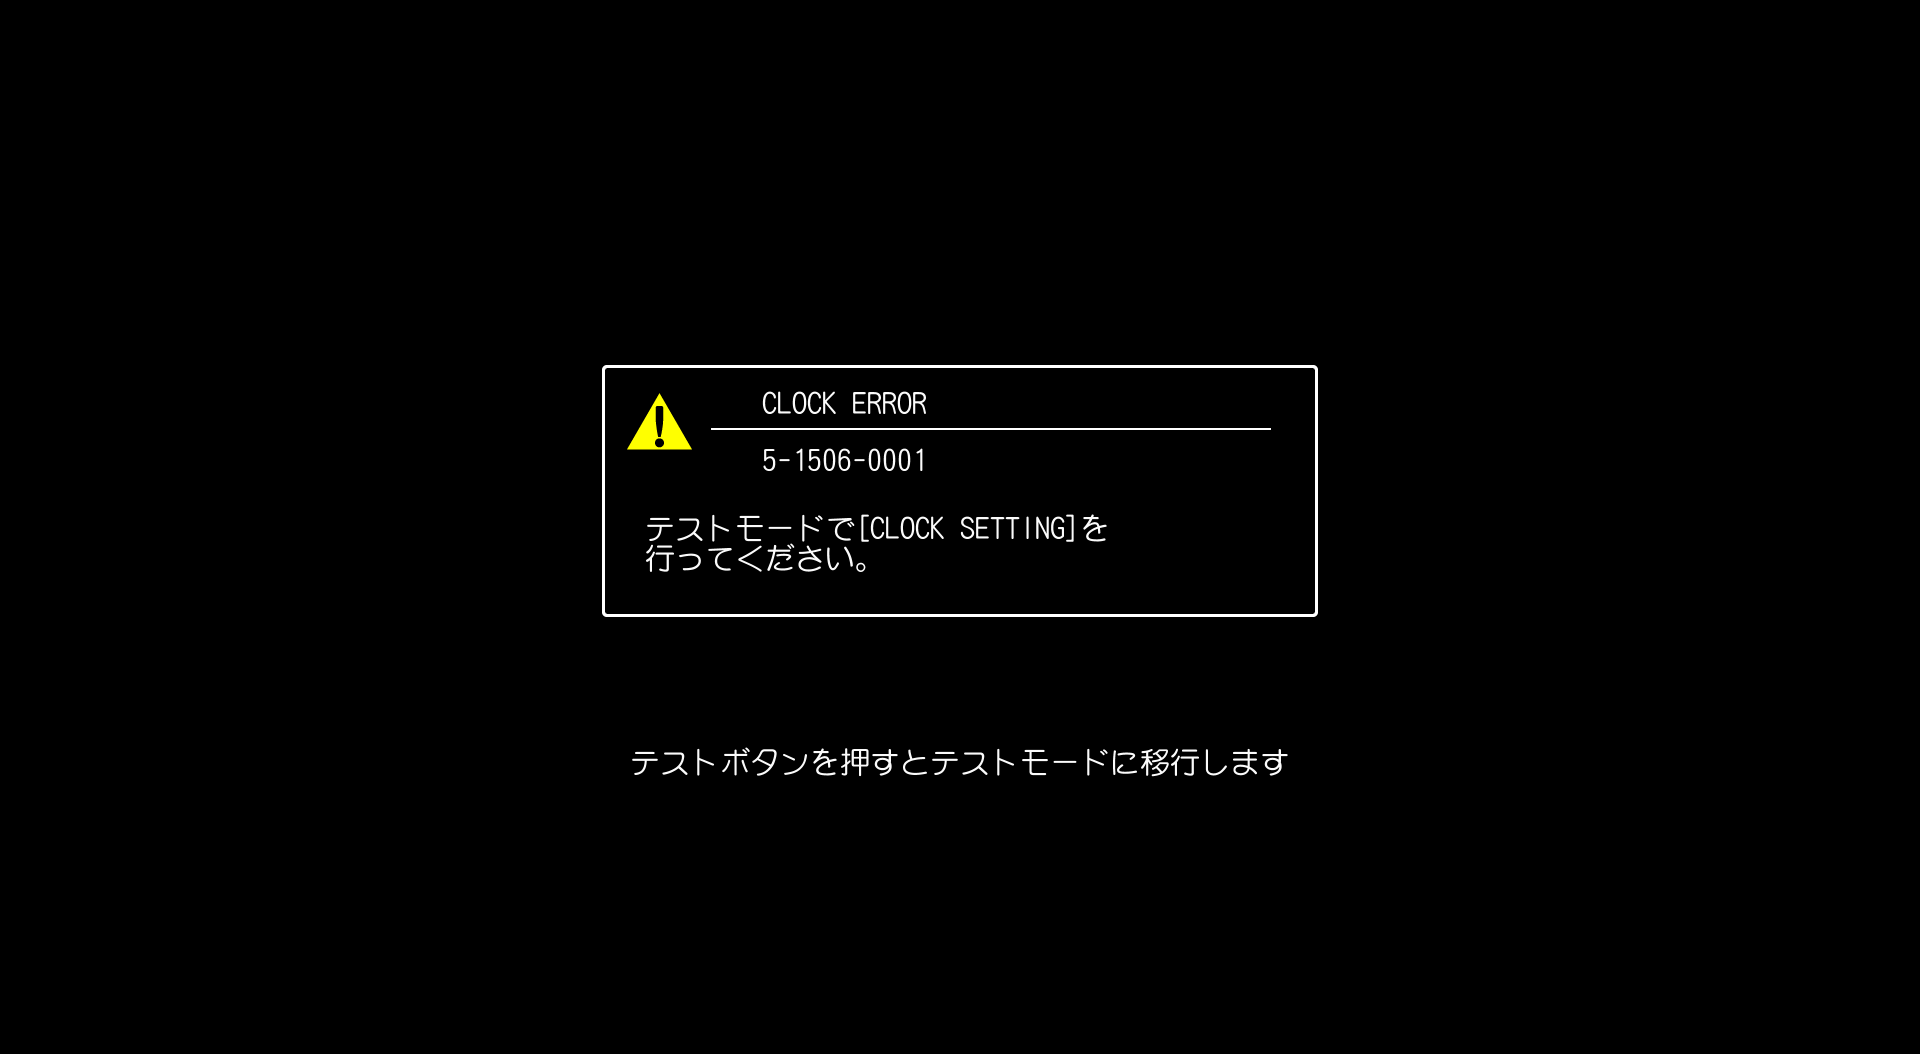 CLOCK ERROR
5-1506-0001
テストモードで[CLOCK SETTING]を
行ってください。
テストボタンを押すとテストモードに移行します